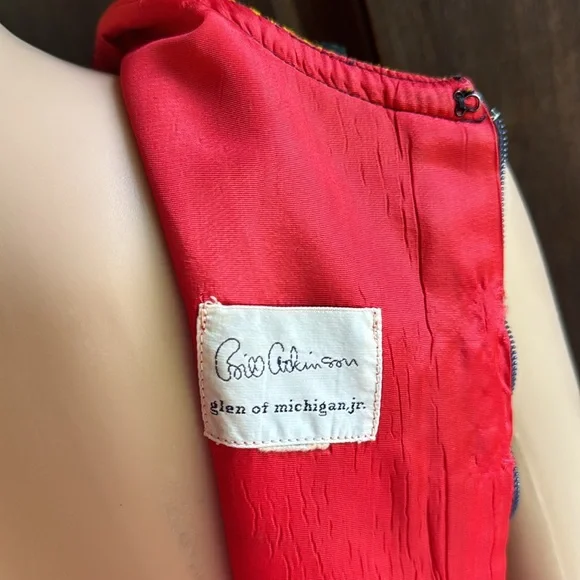 Bill Atkinson
glen of michigan,jr.